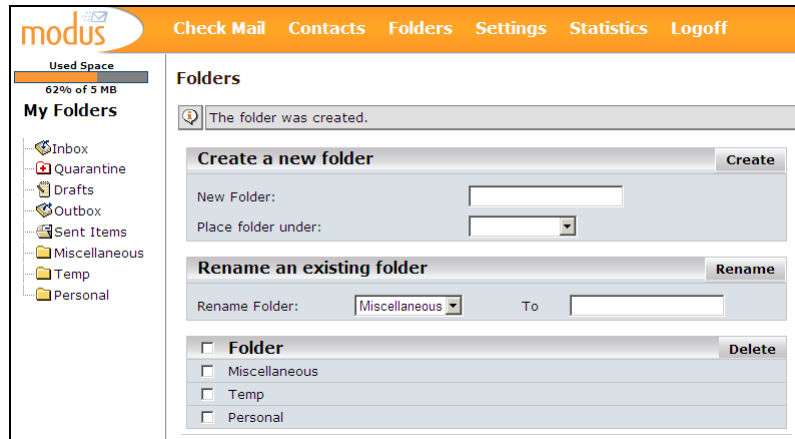 modus
Check Mail Contacts Folders Settings Statistics Logoff
Used Space
62% of 5 MB
My Folders
Inbox
Quarantine
Drafts
Outbox
Sent Items
Miscellaneous
Temp
Personal
Folders
The folder was created.
Create a new folder Create
New Folder:
Place folder under:
Rename an existing folder Rename
Rename Folder: Miscellaneous To
Folder Delete
Miscellaneous
Temp
Personal